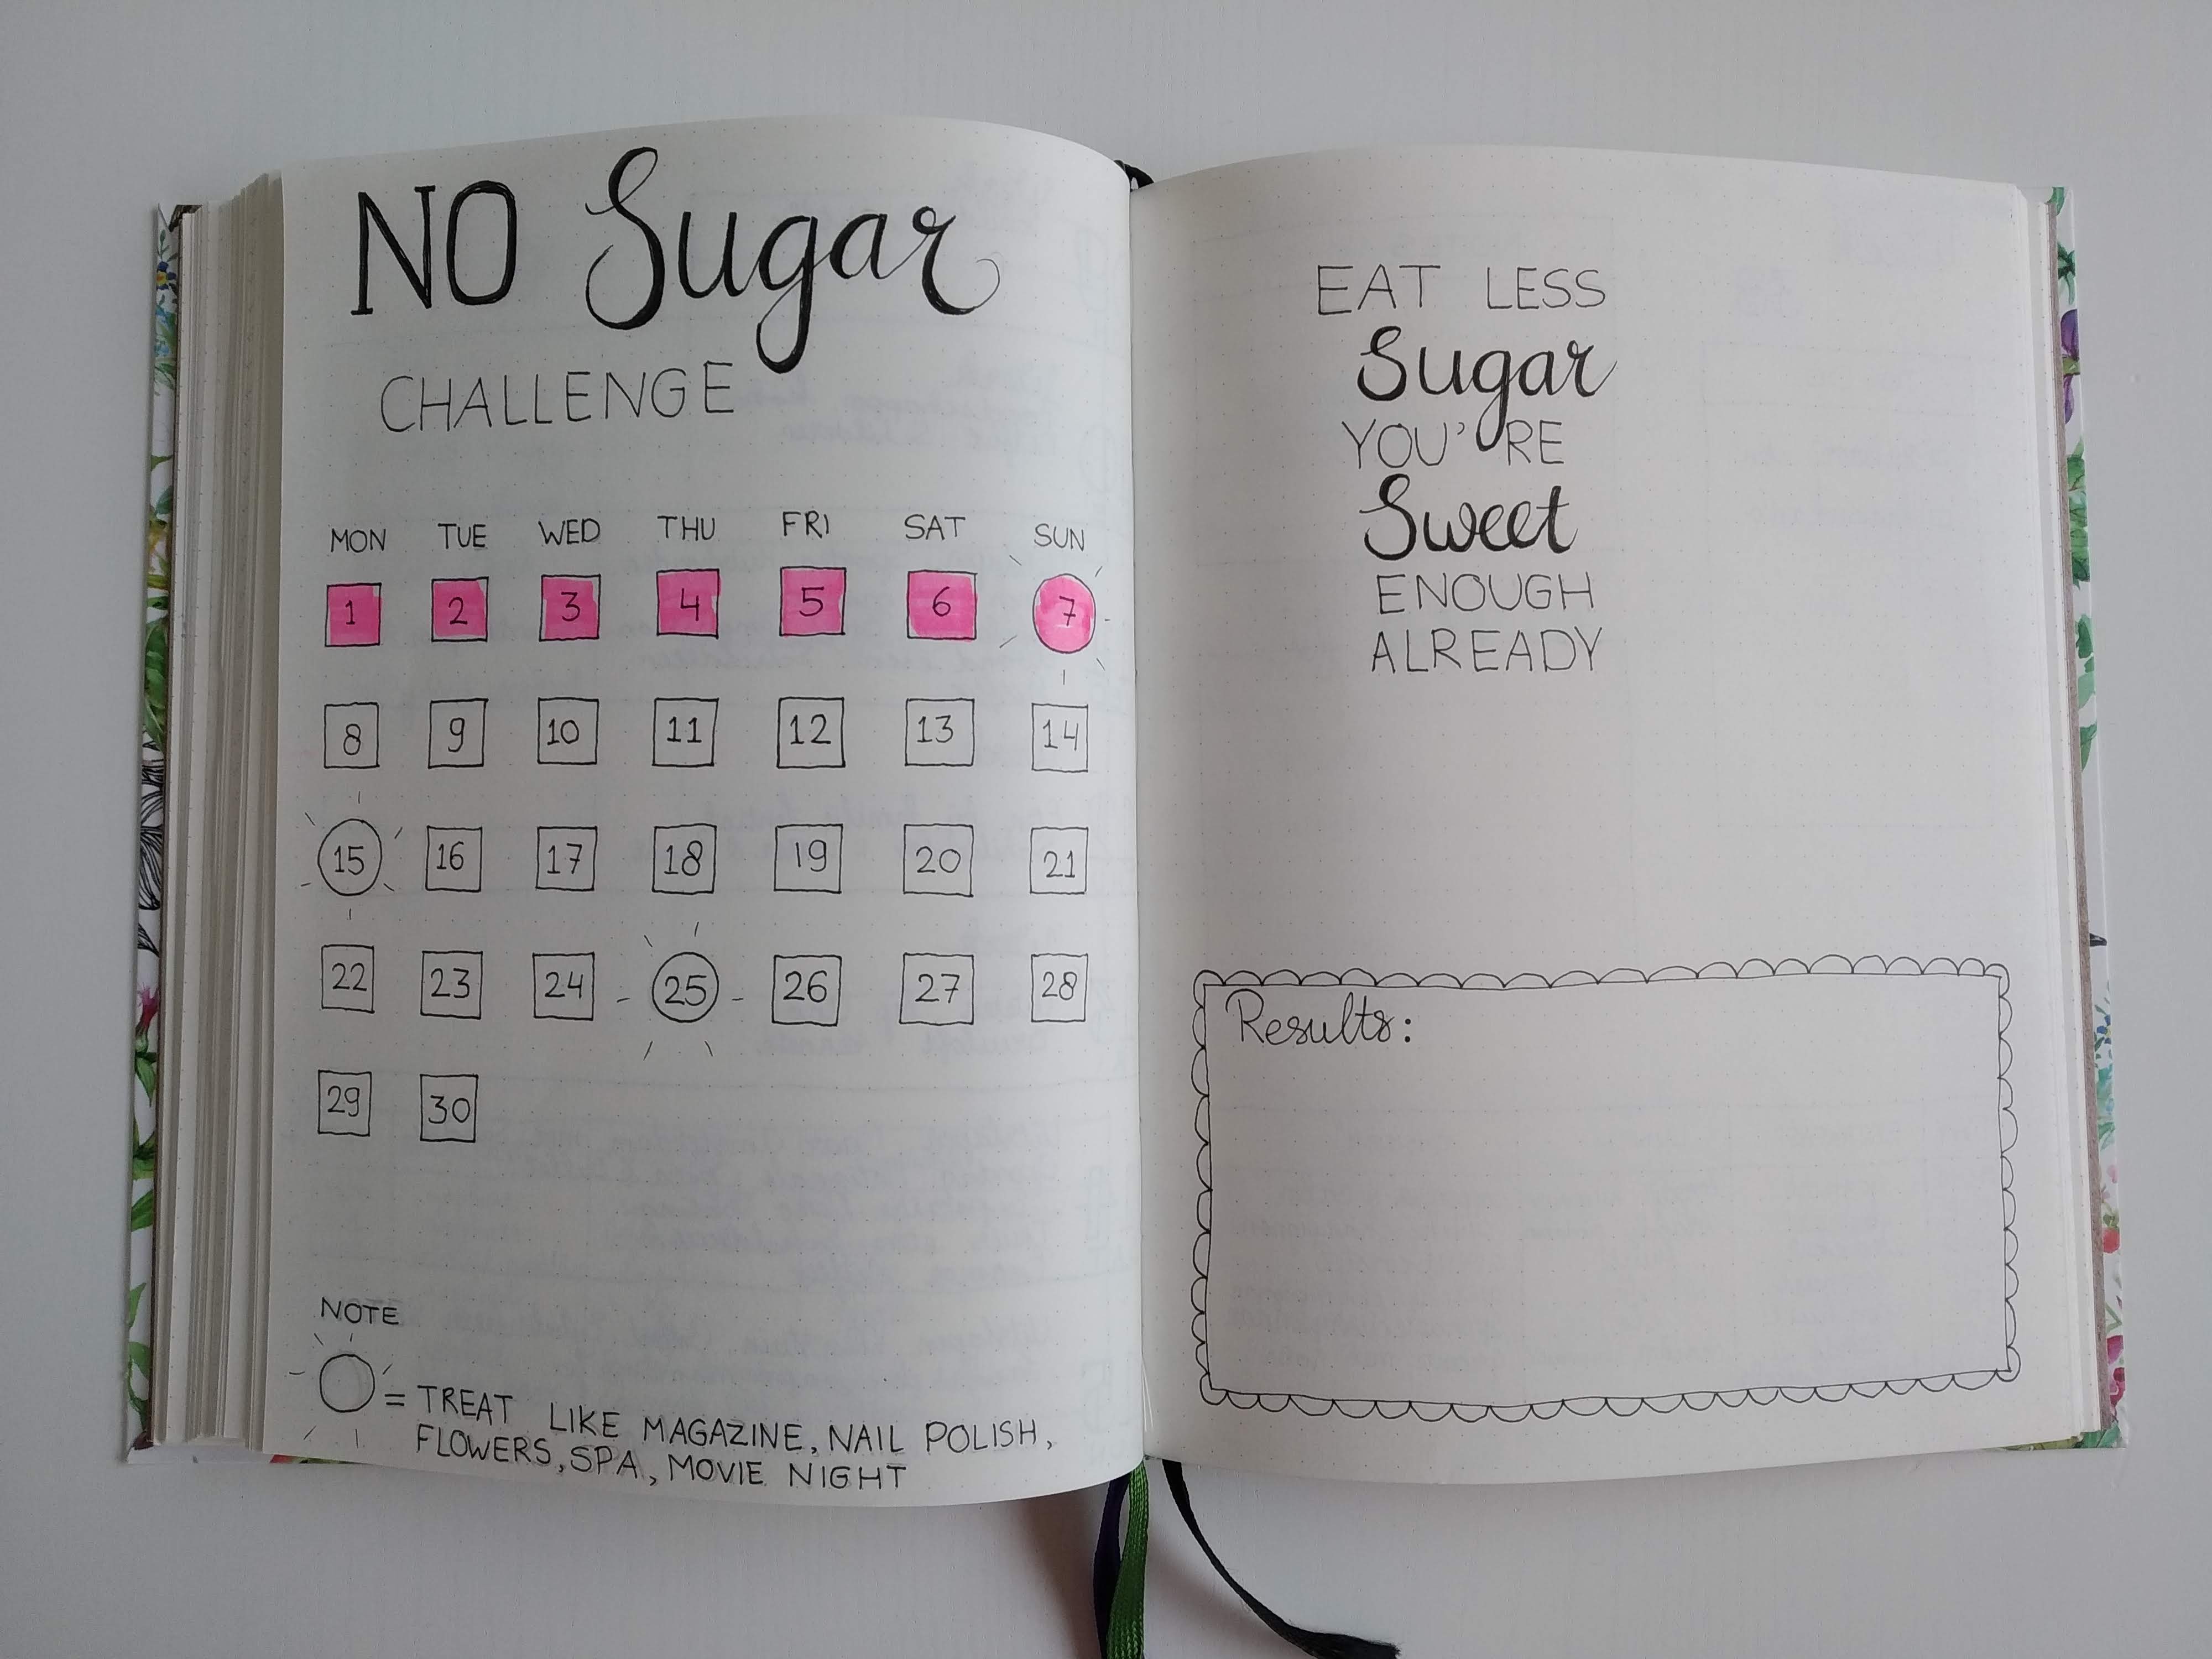 NO Sugar
CHALLENGE
MON TUE WED THU FRI SAT SUN
1 2 3 4 5 6 7
8 9 10 11 12 13 14
15 16 17 18 19 20 21
22 23 24 25 26 27 28
29 30
NOTE
= TREAT LIKE MAGAZINE, NAIL POLISH,
FLOWERS, SPA, MOVIE NIGHT
EAT LESS
Sugar
YOU'RE
Sweet
ENOUGH
ALREADY
Results: